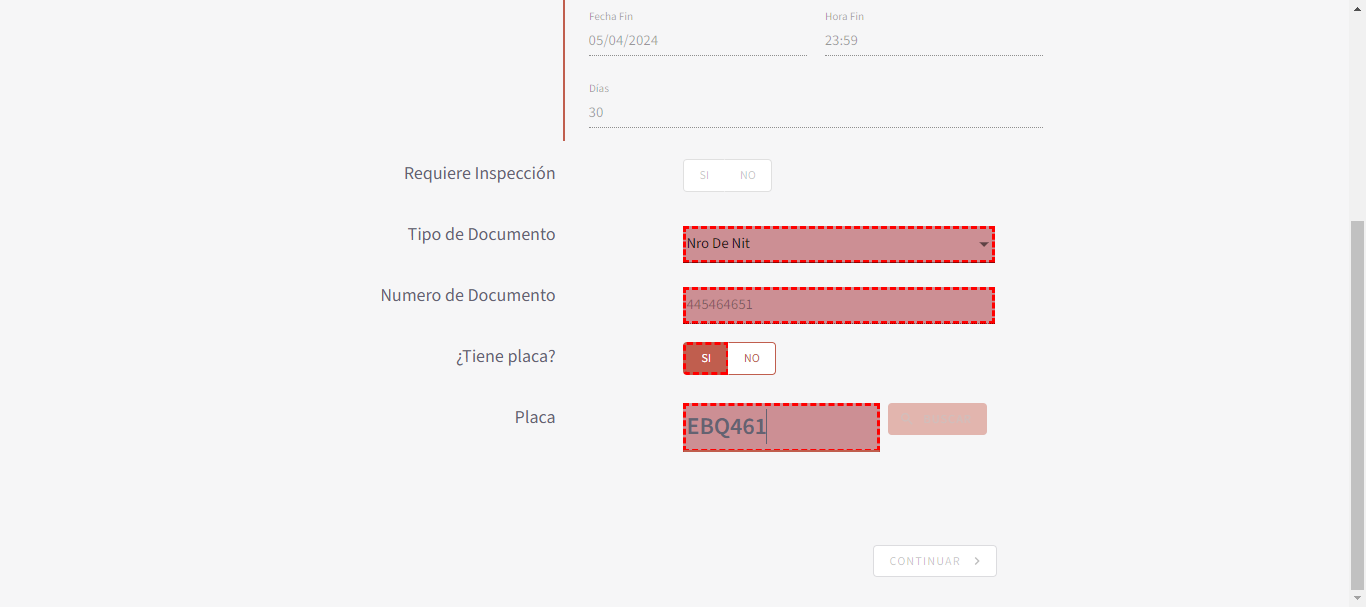 Fecha Fin Hora Fin
05/04/2024 23:59
Días
30
Requiere Inspección SI NO
Tipo de Documento Nro De Nit
Numero de Documento 445464651
¿Tiene placa? SI NO
Placa EBQ461
CONTINUAR